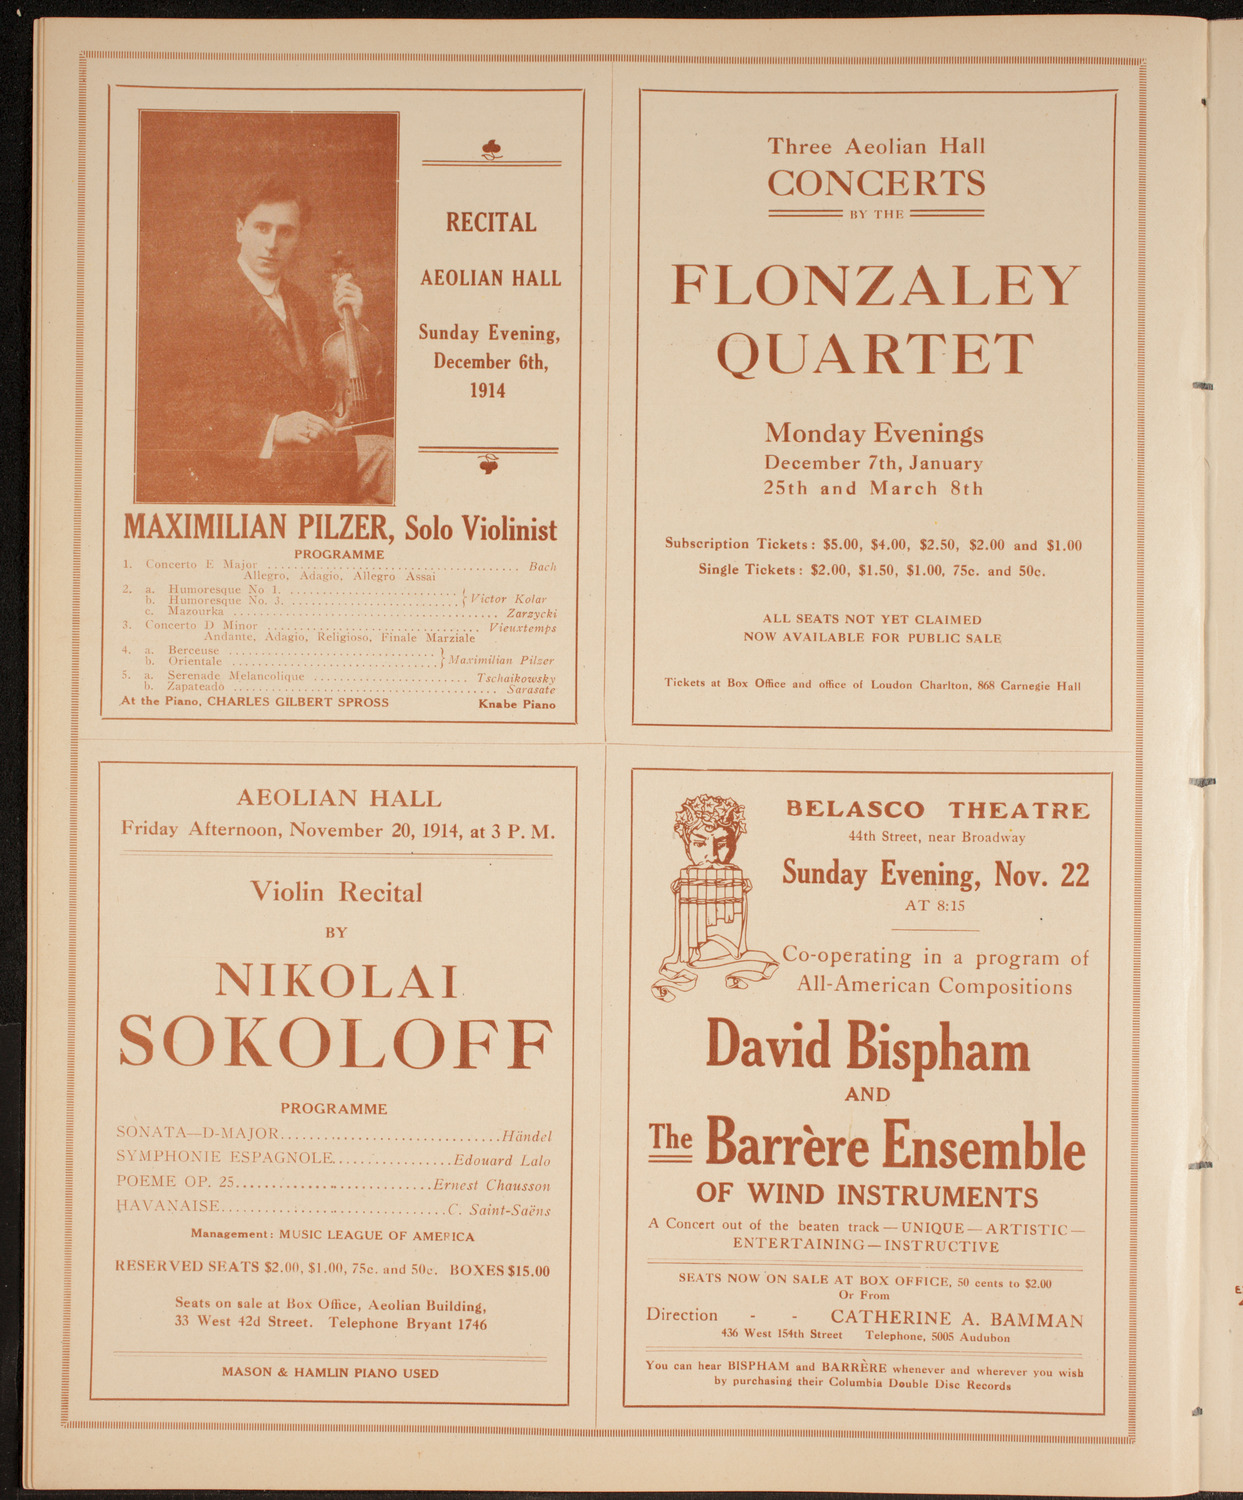 RECITAL
AEOLIAN HALL
Sunday Evening,
December 6th,
1914
MAXIMILIAN PILZER, Solo Violinist
PROGRAMME
1. Concerto E Major ........................................ Bach
Allegro, Adagio, Allegro Assai
2. a. Humoresque No 1. ............................
b. Humoresque No. 3. ............................ } Victor Kolar
c. Mazourka ........................................ Zarzycki
3. Concerto D Minor .................................. Vieuxtemps
Andante, Adagio, Religioso, Finale Marziale
4. a. Berceuse ....................................
b. Orientale .................................... } Maximilian Pilzer
5. a. Serenade Melancolique ........................ Tschaikowsky
b. Zapateado ........................................ Sarasate
At the Piano, CHARLES GILBERT SPROSS Knabe Piano
Three Aeolian Hall
CONCERTS
BY THE
FLONZALEY
QUARTET
Monday Evenings
December 7th, January
25th and March 8th
Subscription Tickets: $5.00, $4.00, $2.50, $2.00 and $1.00
Single Tickets: $2.00, $1.50, $1.00, 75c. and 50c.
ALL SEATS NOT YET CLAIMED
NOW AVAILABLE FOR PUBLIC SALE
Tickets at Box Office and office of Loudon Charlton, 868 Carnegie Hall
AEOLIAN HALL
Friday Afternoon, November 20, 1914, at 3 P. M.
Violin Recital
BY
NIKOLAI
SOKOLOFF
PROGRAMME
SONATA—D-MAJOR..............................Händel
SYMPHONIE ESPAGNOLE.................Edouard Lalo
POEME OP. 25...........................Ernest Chausson
HAVANAISE...............................C. Saint-Saëns
Management: MUSIC LEAGUE OF AMERICA
RESERVED SEATS $2.00, $1.00, 75c. and 50c. BOXES $15.00
Seats on sale at Box Office, Aeolian Building,
33 West 42d Street. Telephone Bryant 1746
MASON & HAMLIN PIANO USED
BELASCO THEATRE
44th Street, near Broadway
Sunday Evening, Nov. 22
AT 8:15
Co-operating in a program of
All-American Compositions
David Bispham
AND
The Barrère Ensemble
OF WIND INSTRUMENTS
A Concert out of the beaten track—UNIQUE—ARTISTIC—
ENTERTAINING—INSTRUCTIVE
SEATS NOW ON SALE AT BOX OFFICE, 50 cents to $2.00
Or From
Direction - - CATHERINE A. BAMMAN
436 West 154th Street Telephone, 5005 Audubon
You can hear BISPHAM and BARRÈRE whenever and wherever you wish
by purchasing their Columbia Double Disc Records